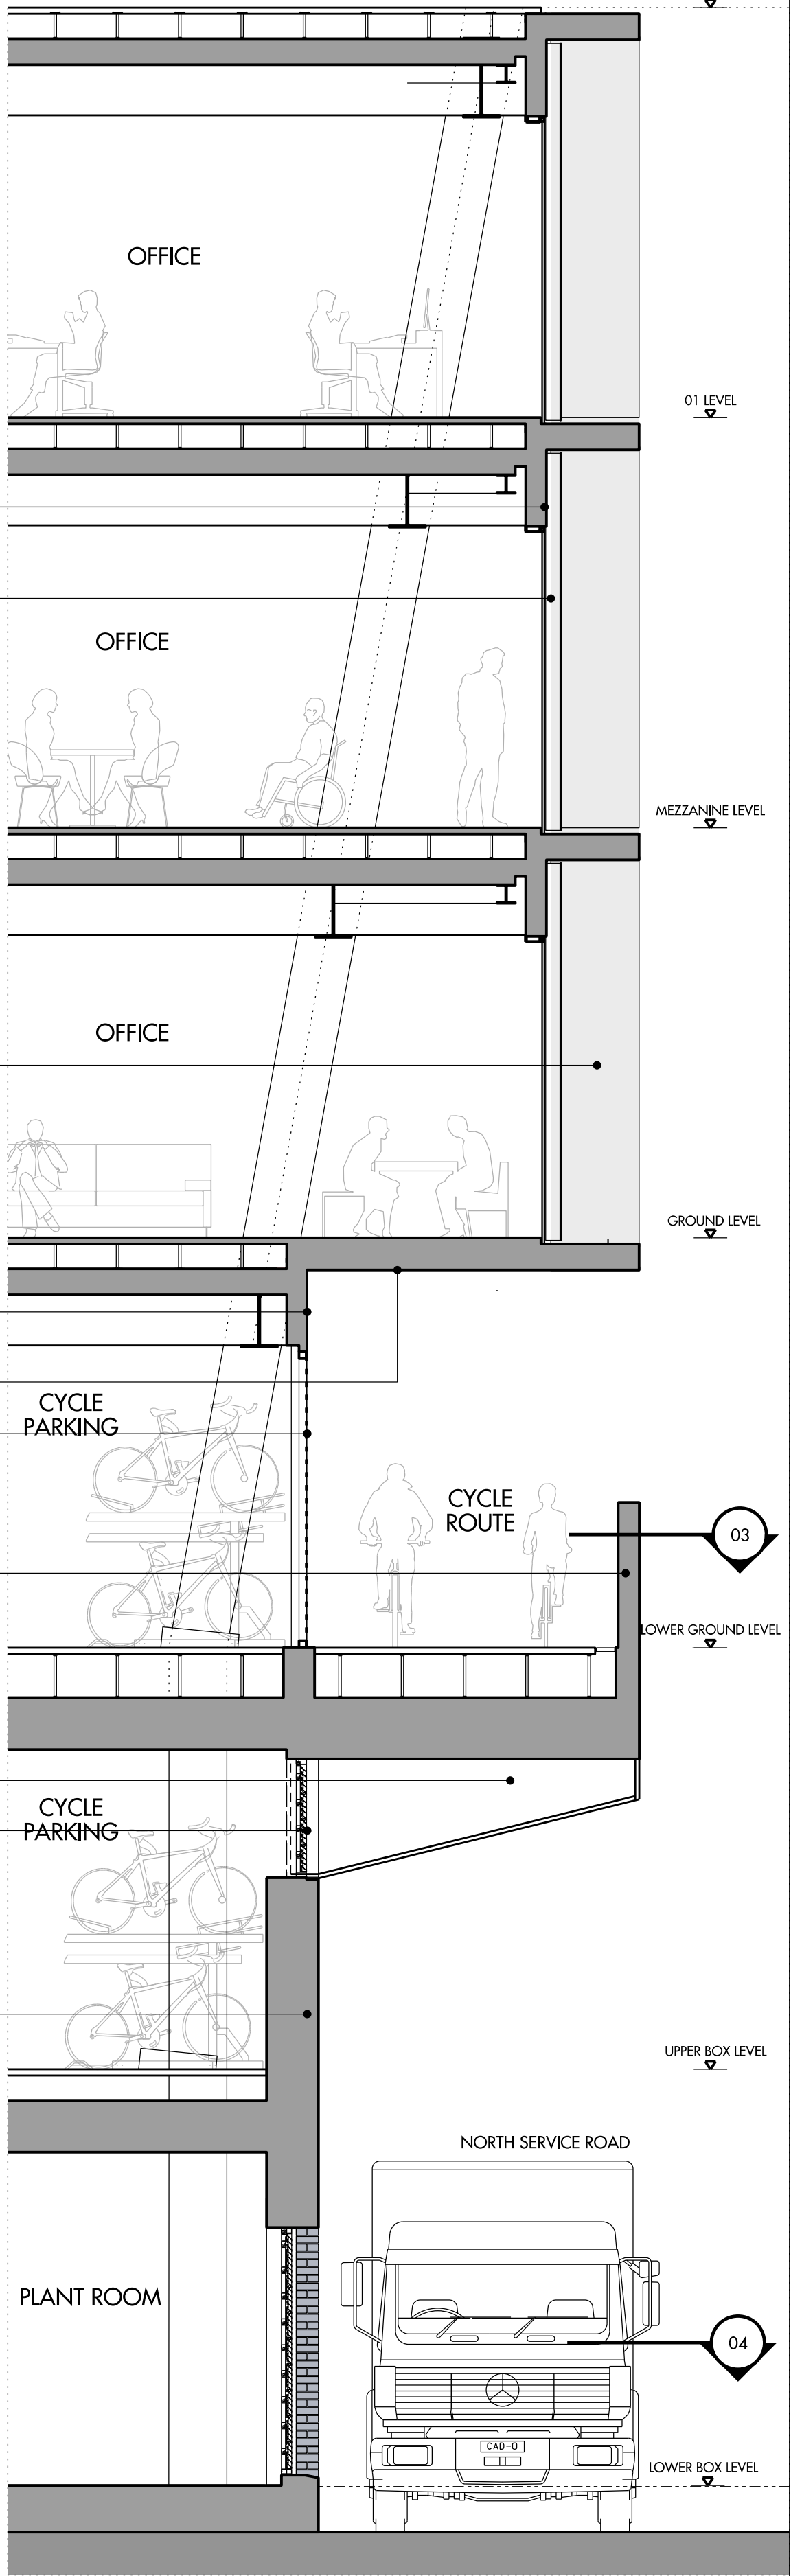 OFFICE
01 LEVEL
OFFICE
MEZZANINE LEVEL
OFFICE
GROUND LEVEL
CYCLE
PARKING
CYCLE
ROUTE
03
LOWER GROUND LEVEL
CYCLE
PARKING
UPPER BOX LEVEL
NORTH SERVICE ROAD
PLANT ROOM
04
CAD-O
LOWER BOX LEVEL